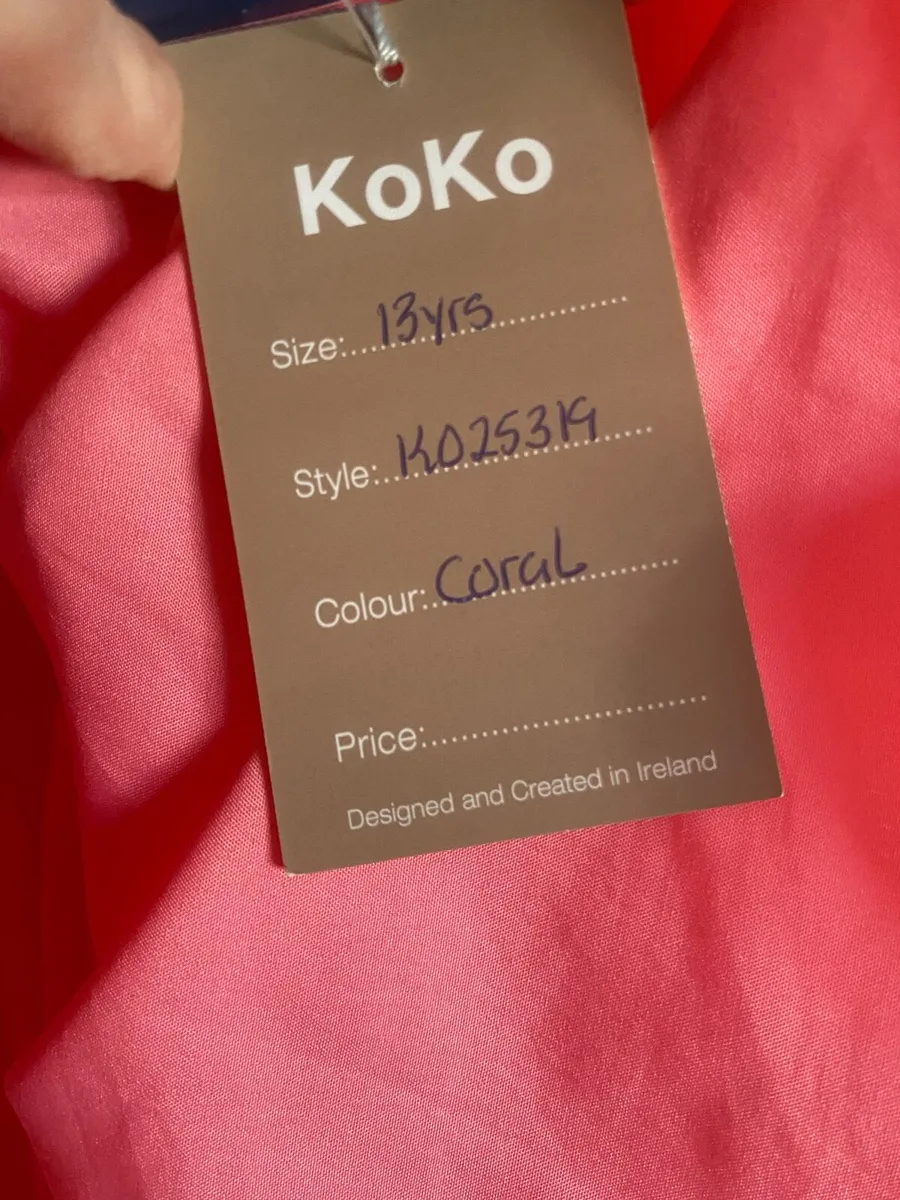 KoKo
Size:.... 13yrs ..............
Style:.. KO25319 ......
Colour:.. Coral ..........
Price:............................
Designed and Created in Ireland